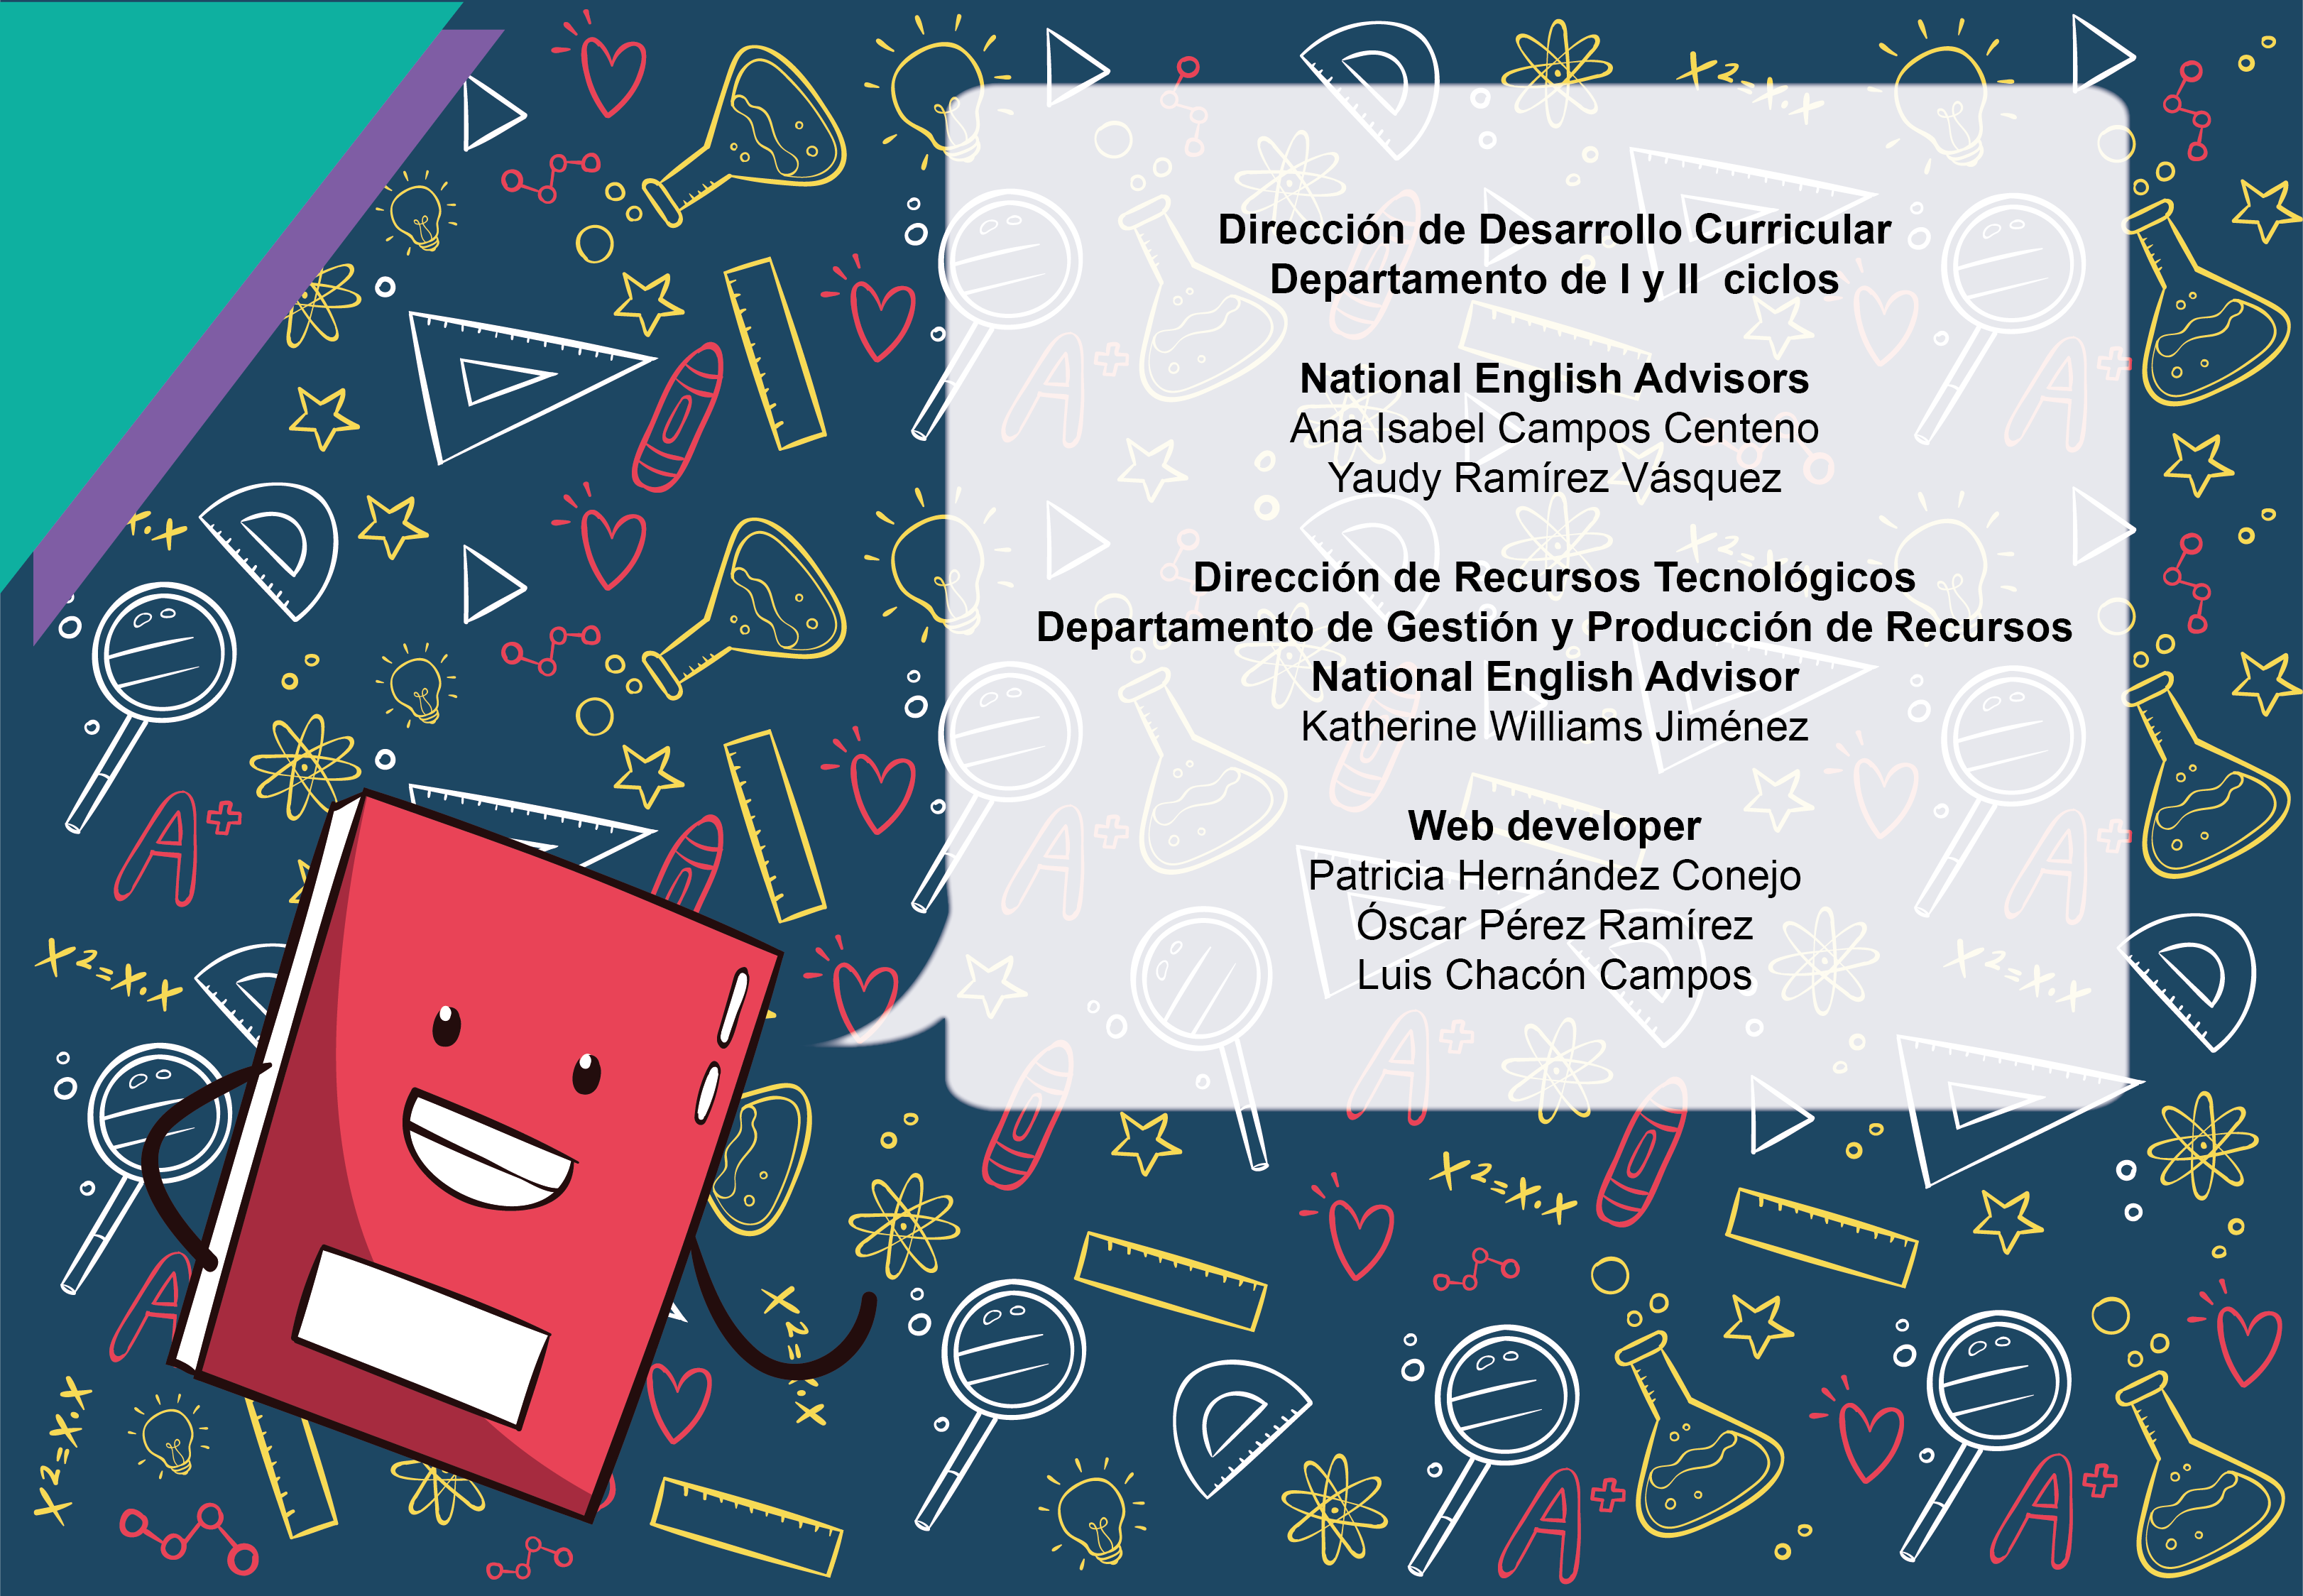 Dirección de Desarrollo Curricular
Departamento de I y II  ciclos
National English Advisors
Ana Isabel Campos Centeno
Yaudy Ramírez Vásquez
Dirección de Recursos Tecnológicos
Departamento de Gestión y Producción de Recursos
National English Advisor
Katherine Williams Jiménez
Web developer
Patricia Hernández Conejo
Óscar Pérez Ramírez
Luis Chacón Campos